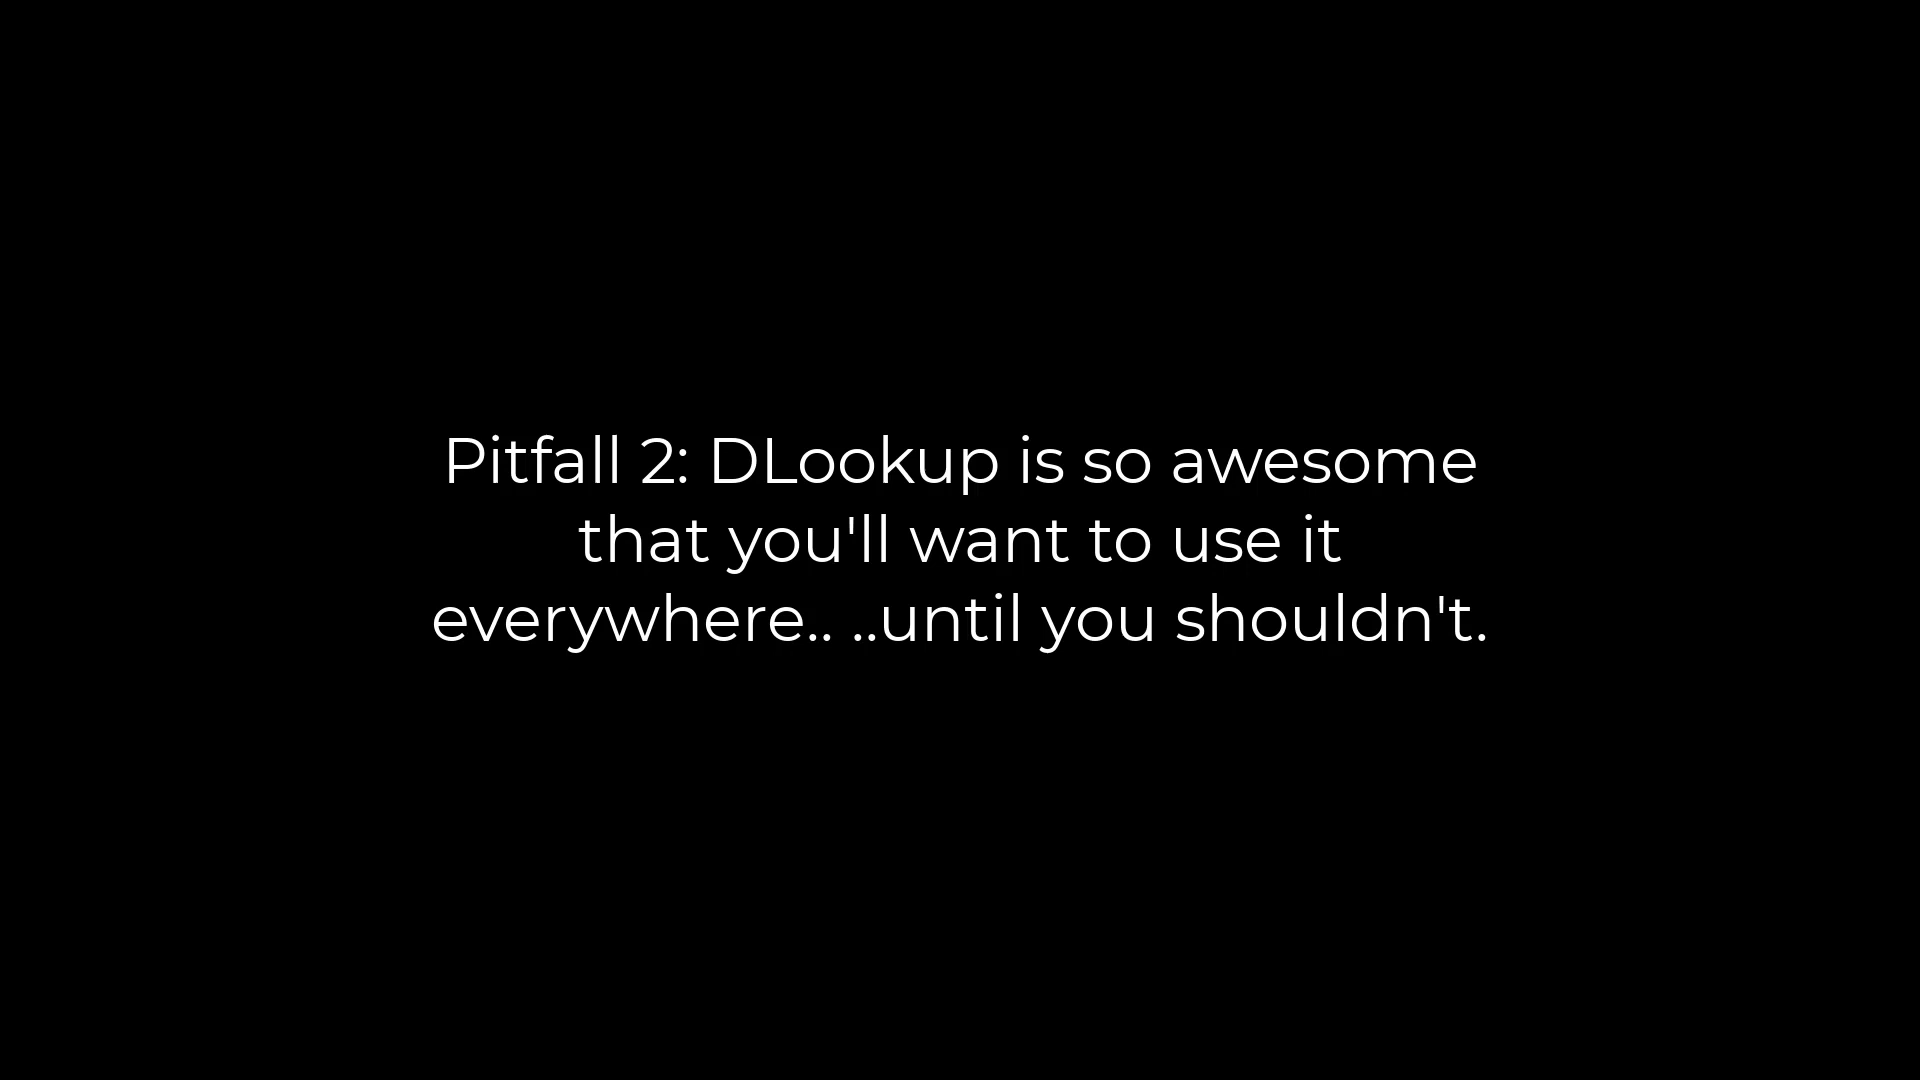 Pitfall 2: DLookup is so awesome
that you'll want to use it
everywhere.. ..until you shouldn't.